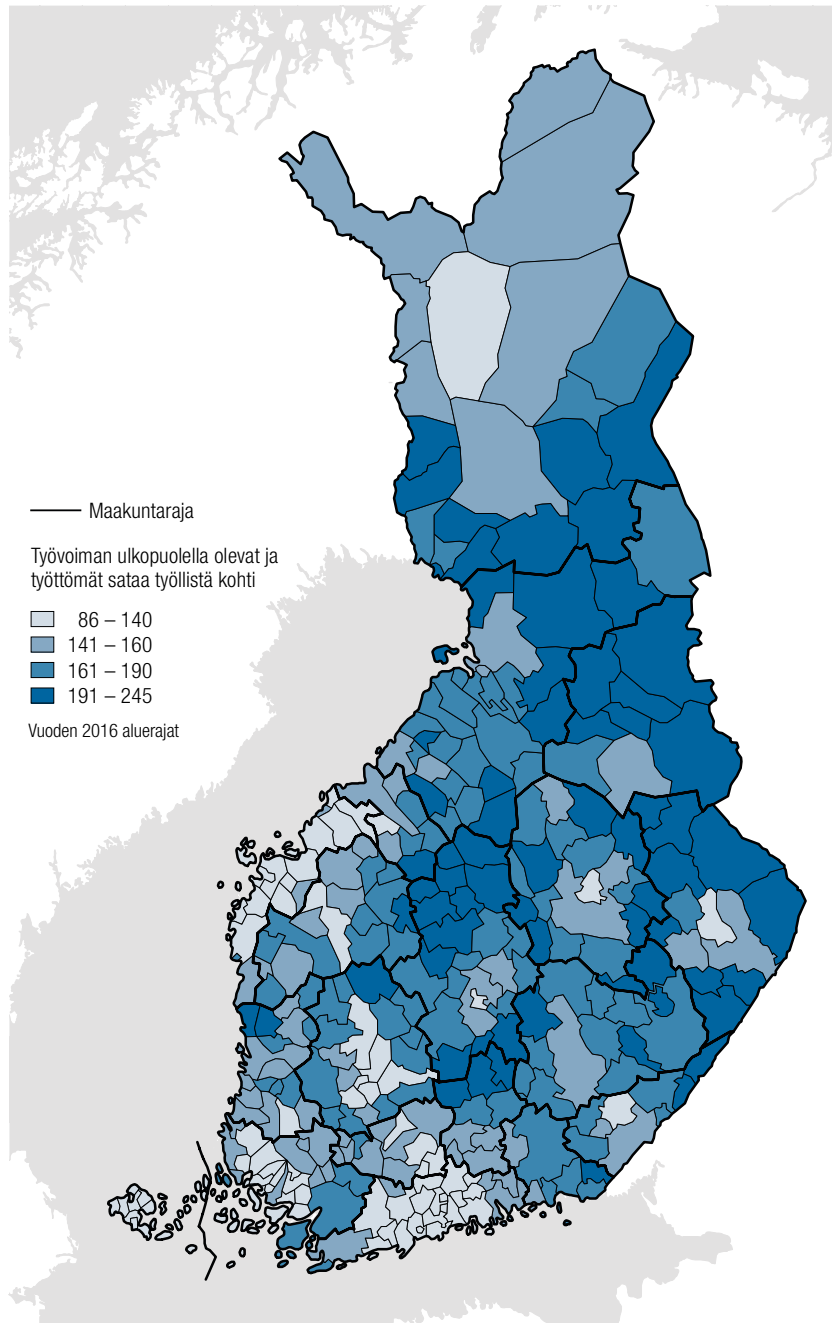 Maakuntaraja
Työvoiman ulkopuolella olevat ja
työttömät sataa työllistä kohti
86 – 140
141 – 160
161 – 190
191 – 245
Vuoden 2016 aluerajat